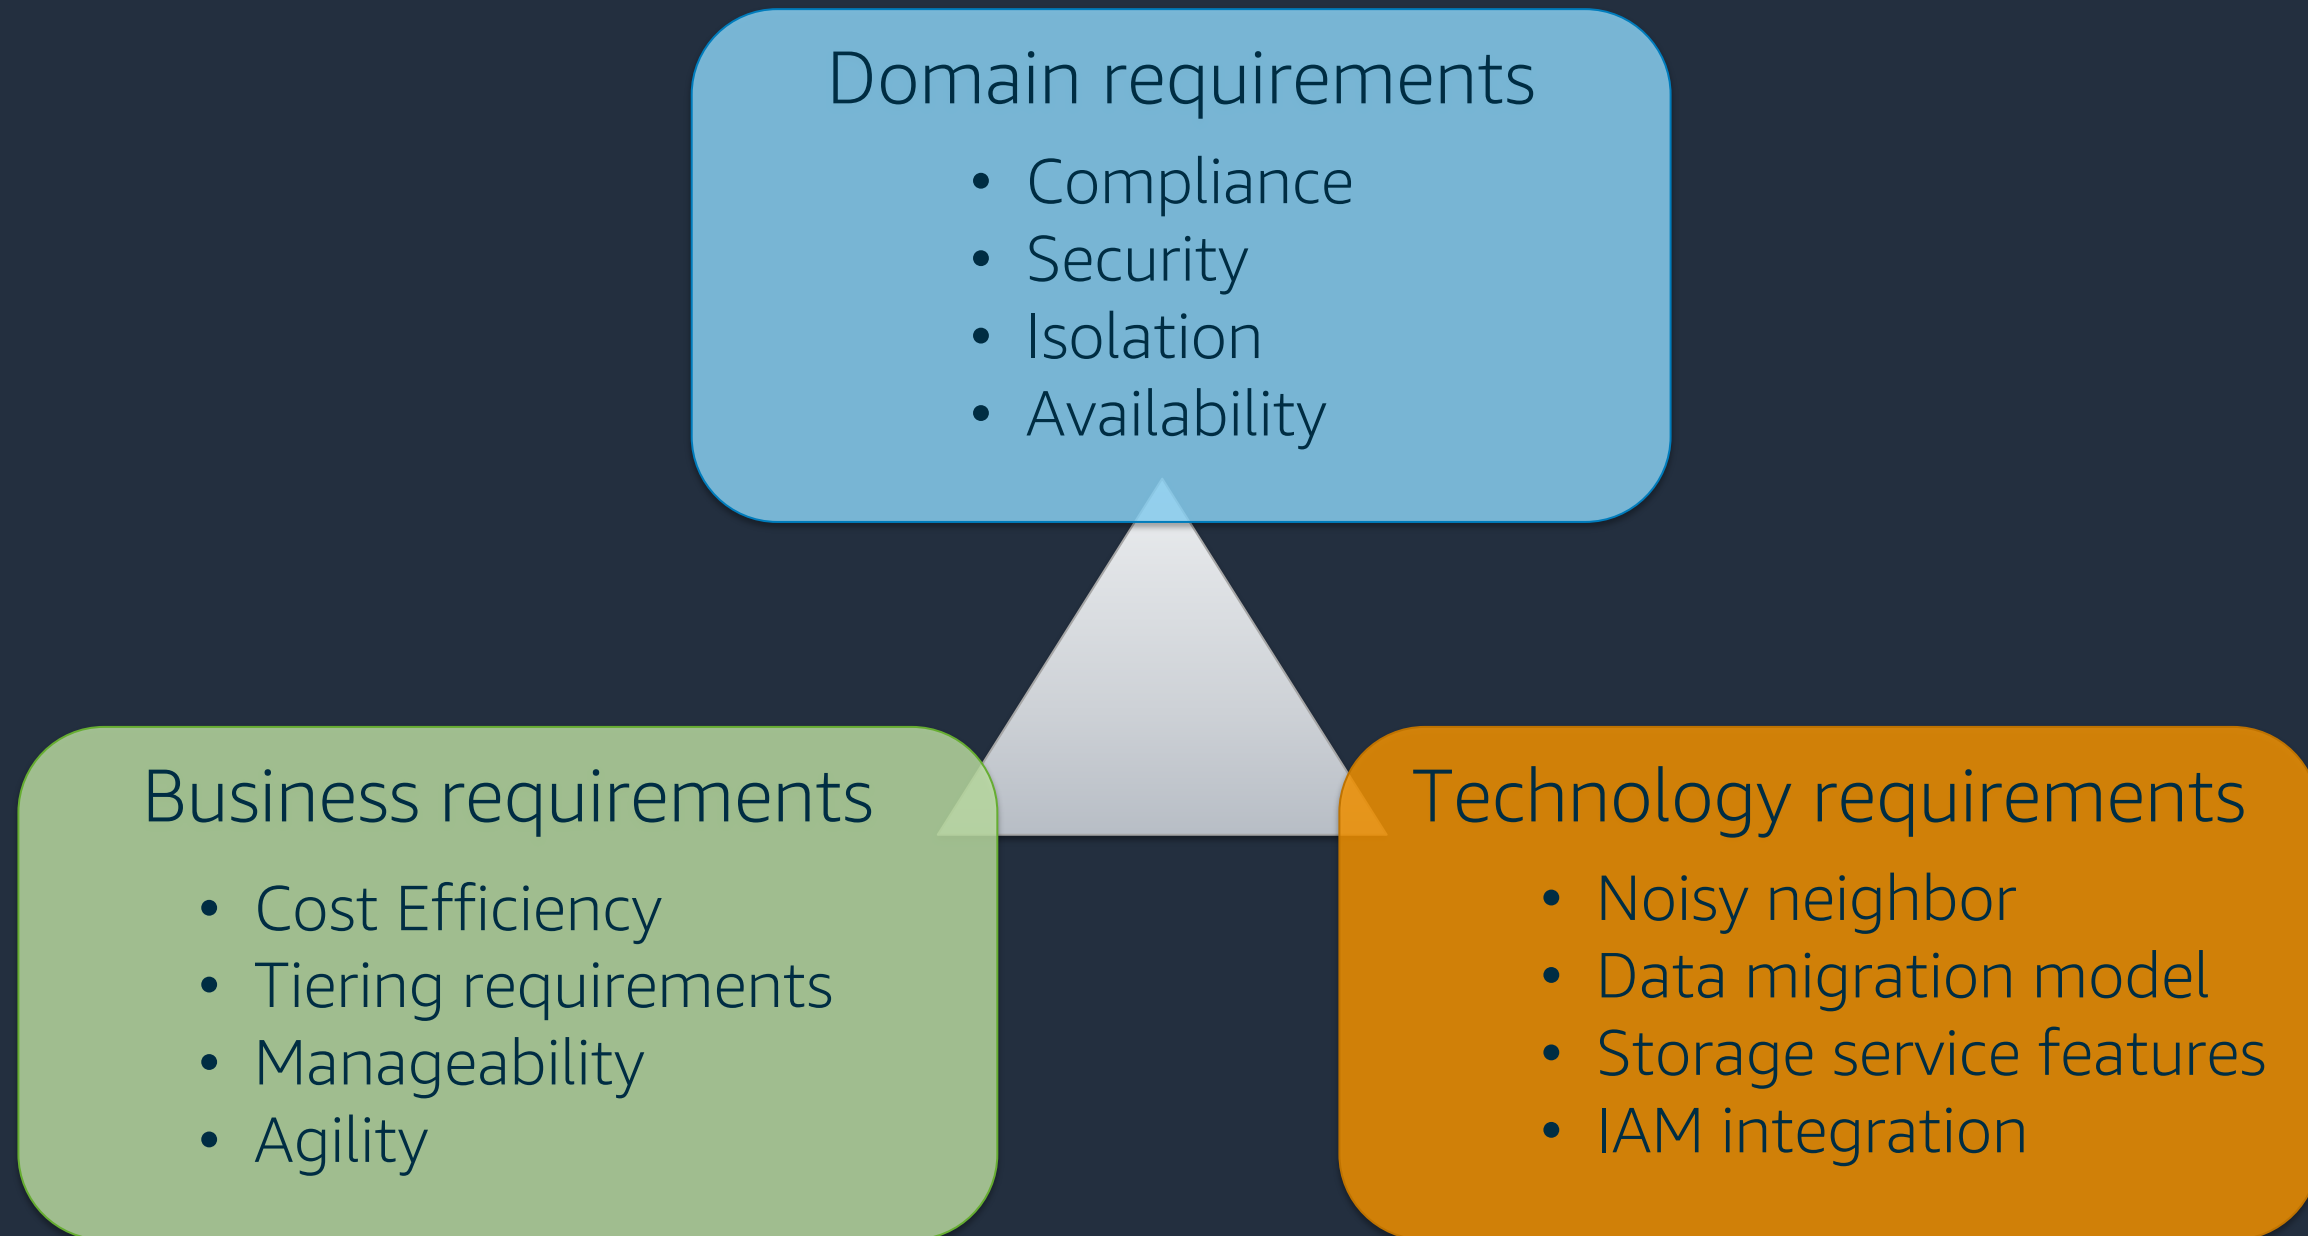 Domain requirements
• Compliance
• Security
• Isolation
• Availability
Business requirements
• Cost Efficiency
• Tiering requirements
• Manageability
• Agility
Technology requirements
• Noisy neighbor
• Data migration model
• Storage service features
• IAM integration